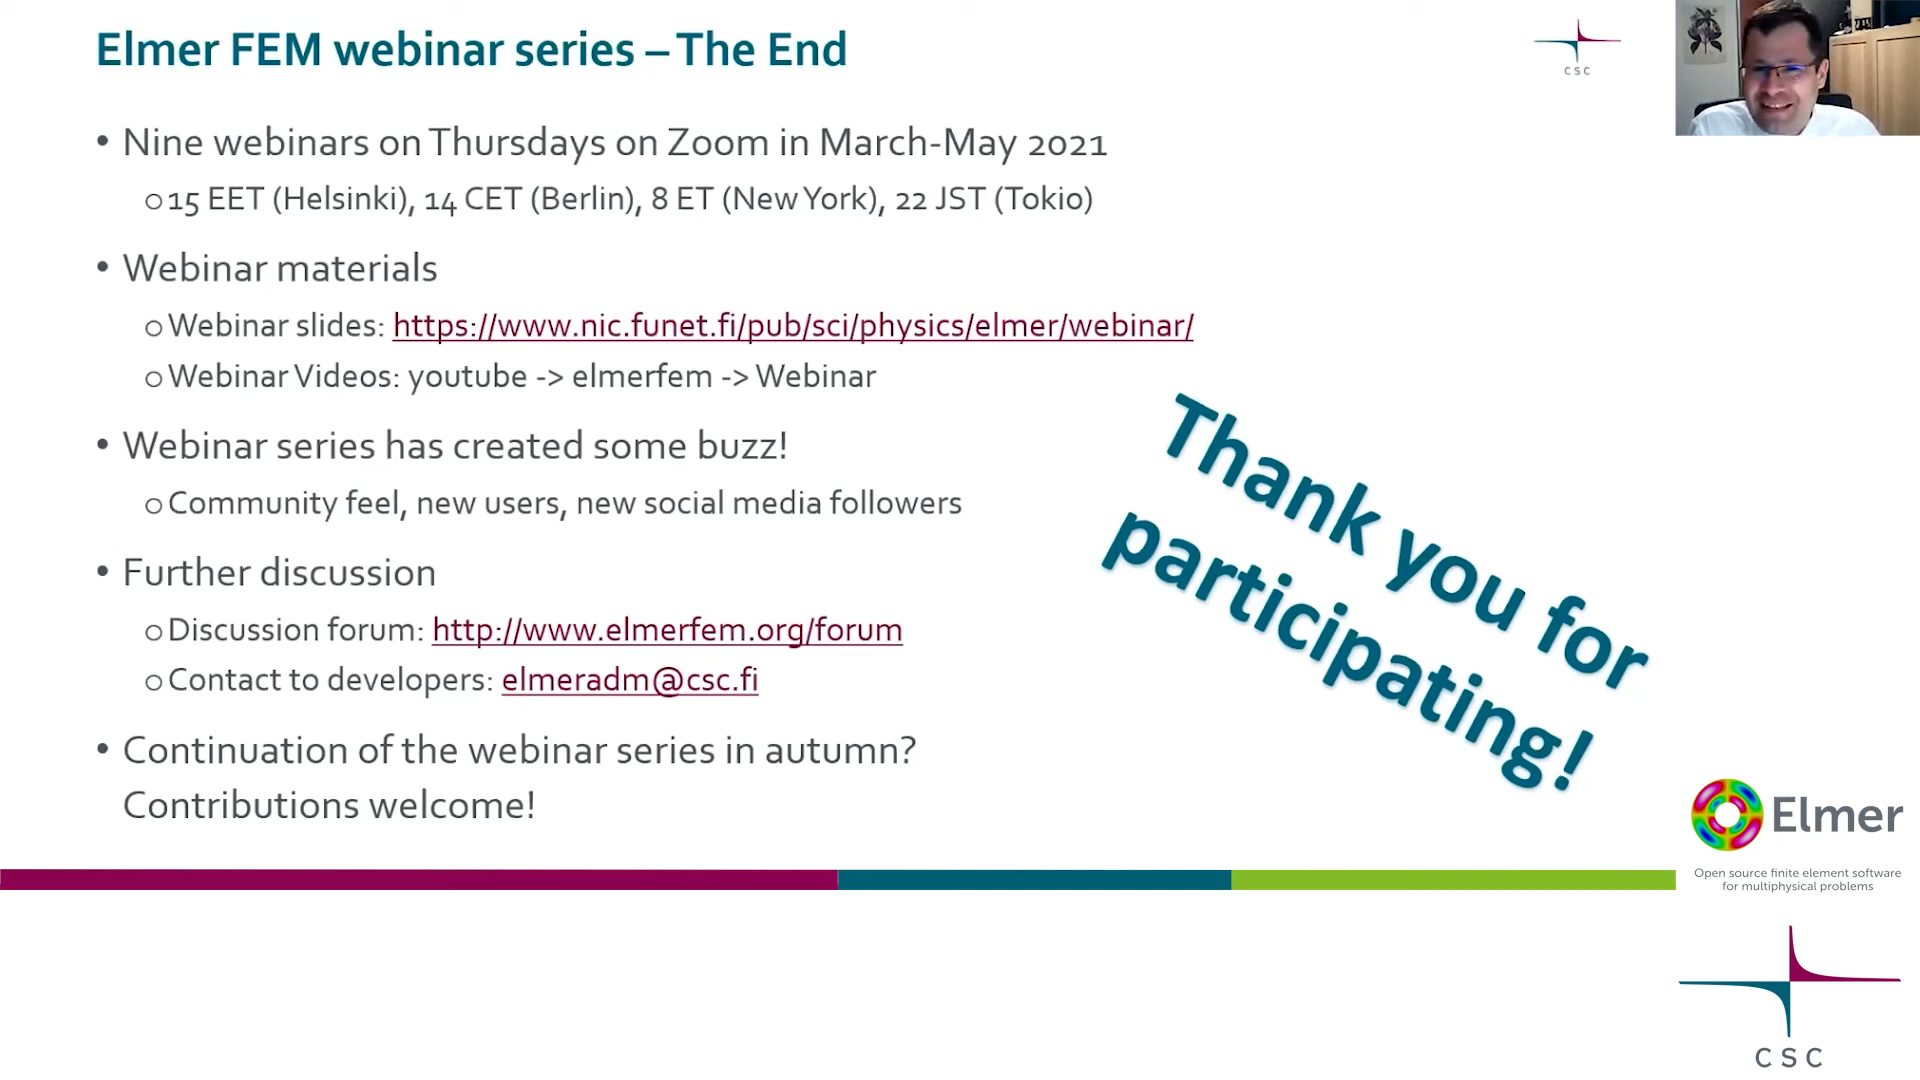 Elmer FEM webinar series – The End
CSC
• Nine webinars on Thursdays on Zoom in March-May 2021
o 15 EET (Helsinki), 14 CET (Berlin), 8 ET (New York), 22 JST (Tokio)
• Webinar materials
o Webinar slides: https://www.nic.funet.fi/pub/sci/physics/elmer/webinar/
o Webinar Videos: youtube -> elmerfem -> Webinar
• Webinar series has created some buzz!
o Community feel, new users, new social media followers
• Further discussion
o Discussion forum: http://www.elmerfem.org/forum
o Contact to developers: elmeradm@csc.fi
• Continuation of the webinar series in autumn?
Contributions welcome!
Thank you for
participating!
Elmer
Open source finite element software
for multiphysical problems
CSC